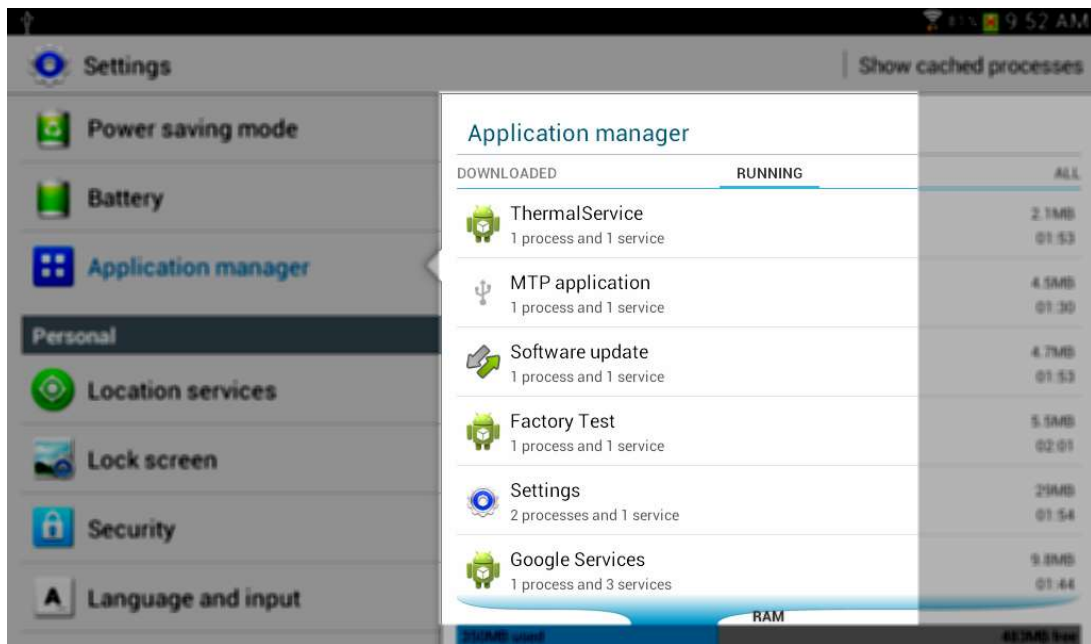 9:52 AM
Settings
Show cached processes
Power saving mode
Battery
Application manager
Personal
Location services
Lock screen
Security
Language and input
Application manager
DOWNLOADED RUNNING ALL
ThermalService 2.1MB
1 process and 1 service 01:53
MTP application 4.5MB
1 process and 1 service 01:30
Software update 4.7MB
1 process and 1 service 01:53
Factory Test 5.5MB
1 process and 1 service 02:01
Settings 29MB
2 processes and 1 service 01:54
Google Services 9.8MB
1 process and 3 services 01:44
RAM
350MB used 483MB free